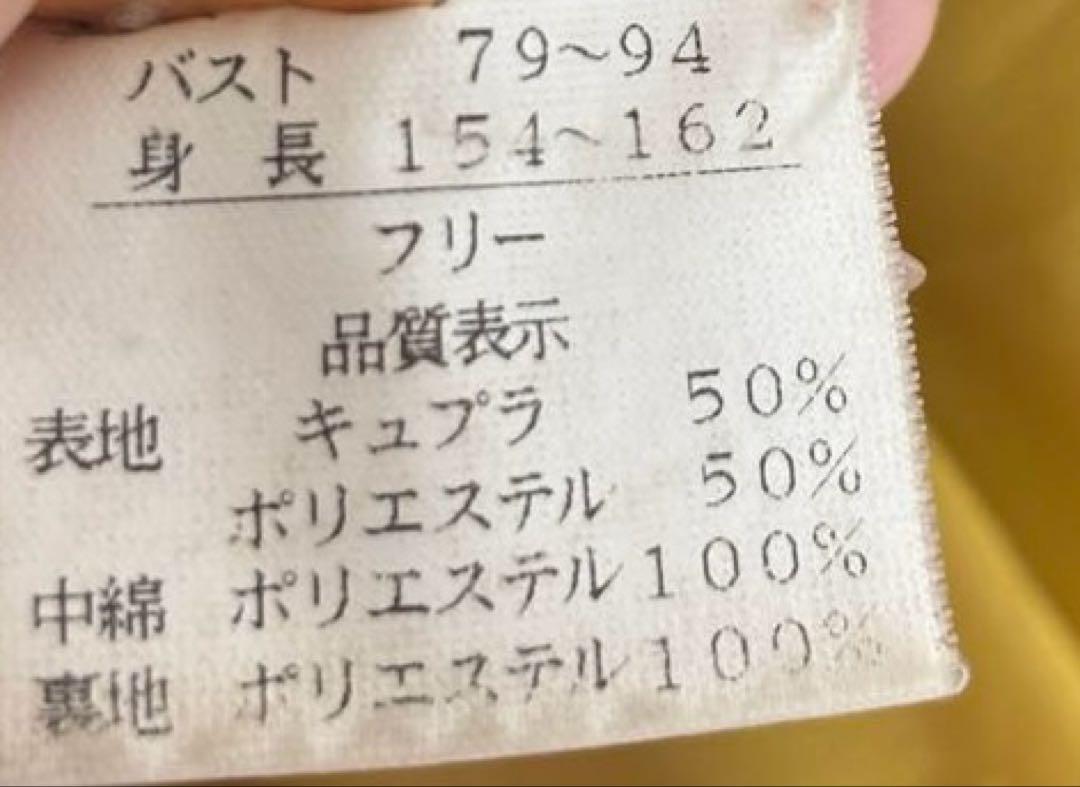 バスト 79～94
身長 154～162
フリー
品質表示
表地 キュプラ 50%
ポリエステル 50%
中綿 ポリエステル 100%
裏地 ポリエステル 100%